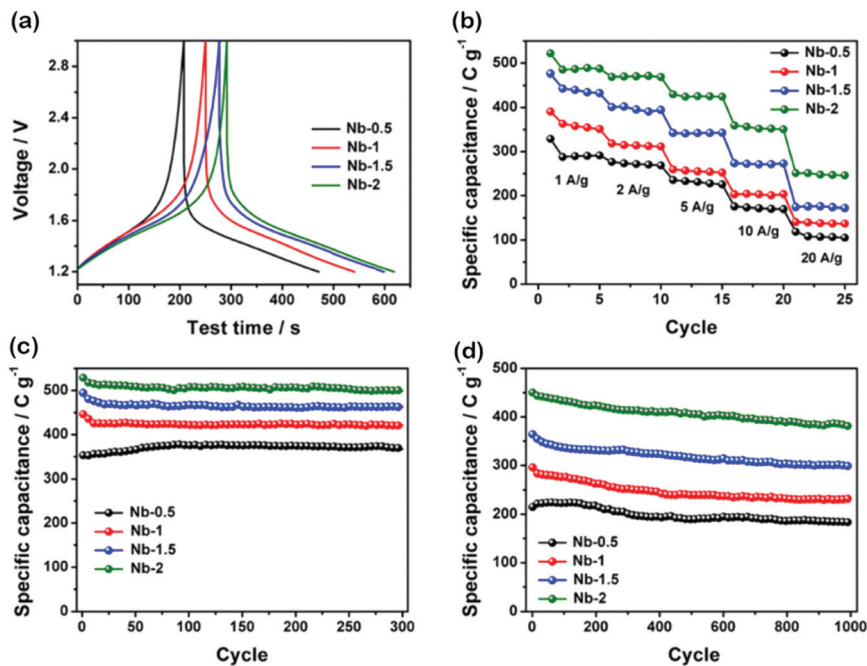 (a)
Voltage / V
2.8
2.4
2.0
1.6
1.2
Nb-0.5
Nb-1
Nb-1.5
Nb-2
0 100 200 300 400 500 600
Test time / s
(b)
Specific capacitance / C g⁻¹
500
400
300
200
100
0
Nb-0.5
Nb-1
Nb-1.5
Nb-2
1 A/g
2 A/g
5 A/g
10 A/g
20 A/g
0 5 10 15 20 25
Cycle
(c)
Specific capacitance / C g⁻¹
500
400
300
200
100
0
Nb-0.5
Nb-1
Nb-1.5
Nb-2
0 50 100 150 200 250 300
Cycle
(d)
Specific capacitance / C g⁻¹
500
400
300
200
100
0
Nb-0.5
Nb-1
Nb-1.5
Nb-2
0 200 400 600 800 1000
Cycle